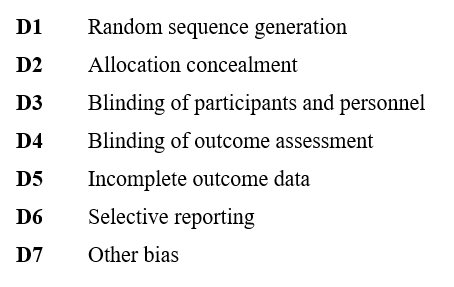 D1 Random sequence generation
D2 Allocation concealment
D3 Blinding of participants and personnel
D4 Blinding of outcome assessment
D5 Incomplete outcome data
D6 Selective reporting
D7 Other bias